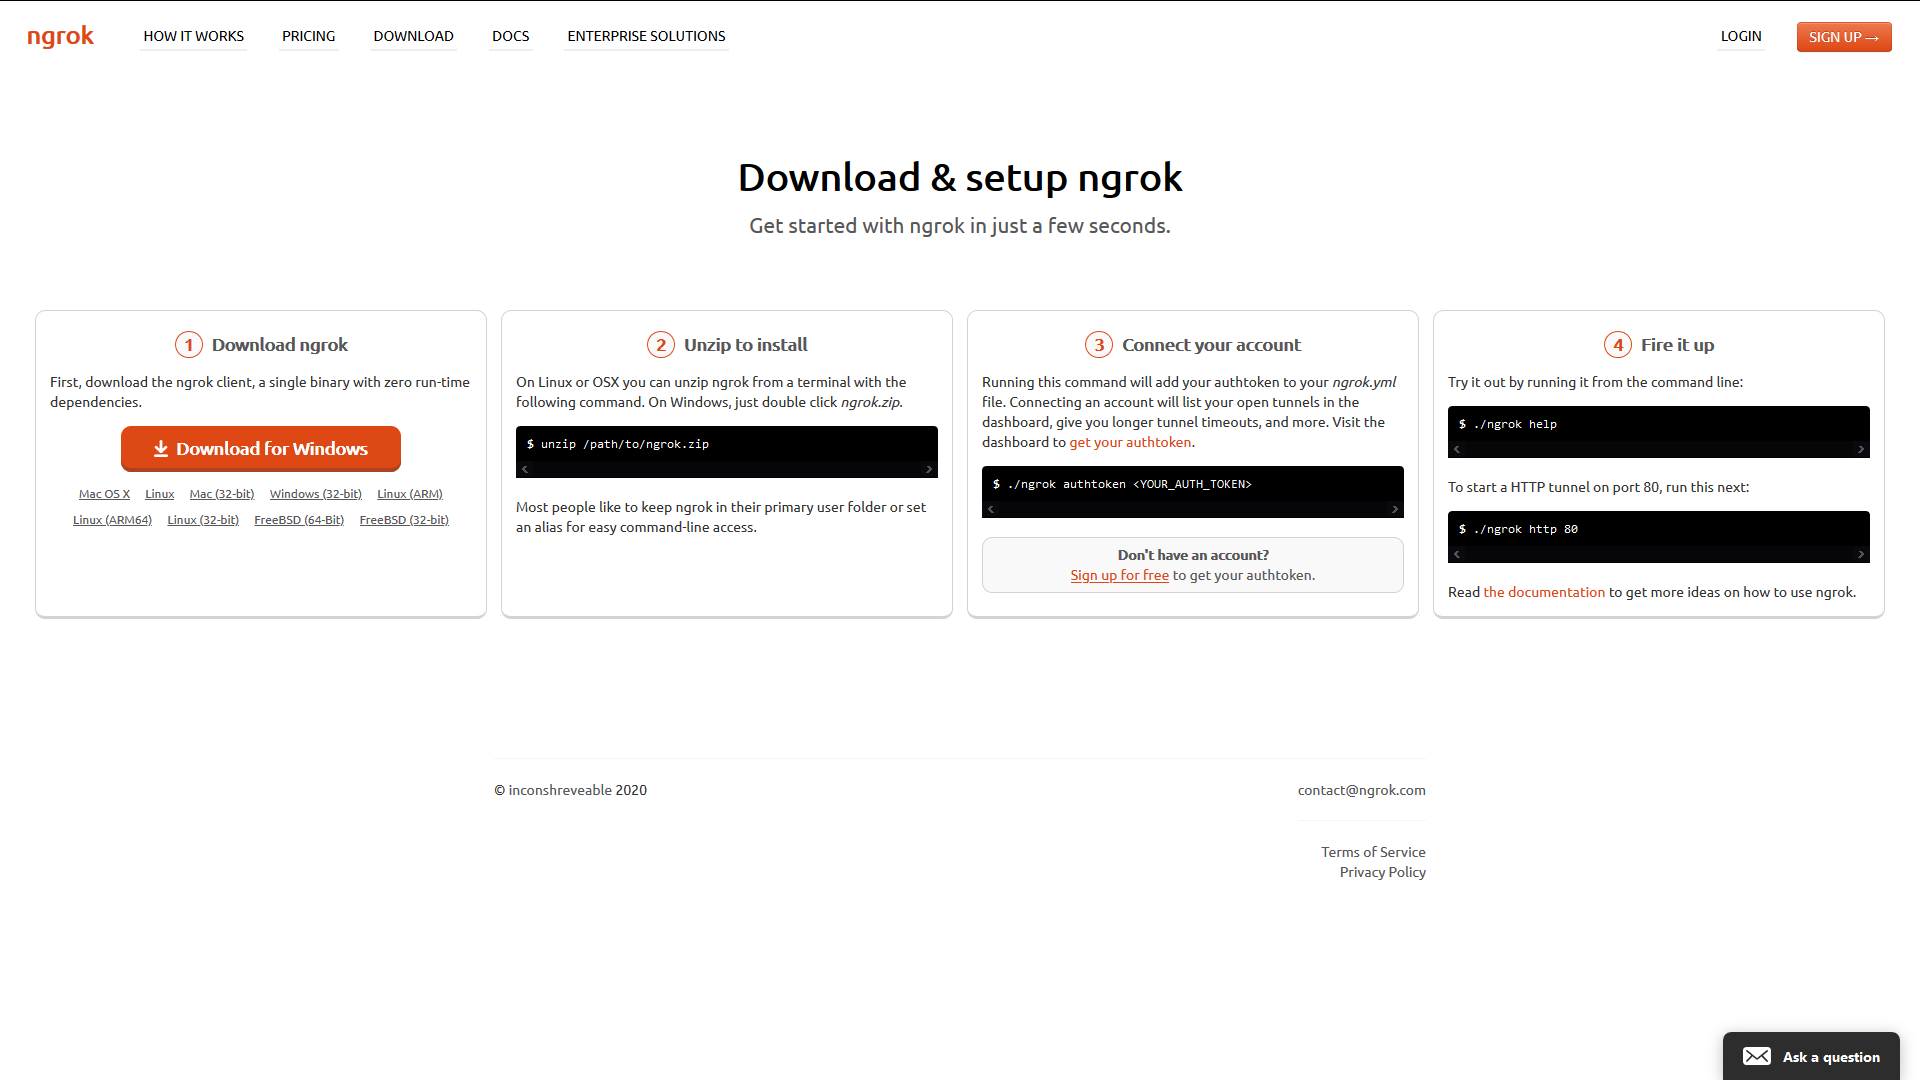 ngrok
HOW IT WORKS
PRICING
DOWNLOAD
DOCS
ENTERPRISE SOLUTIONS
LOGIN
SIGN UP →
Download & setup ngrok
Get started with ngrok in just a few seconds.
1 Download ngrok
First, download the ngrok client, a single binary with zero run-time
dependencies.
Download for Windows
Mac OS X Linux Mac (32-bit) Windows (32-bit) Linux (ARM)
Linux (ARM64) Linux (32-bit) FreeBSD (64-Bit) FreeBSD (32-bit)
2 Unzip to install
On Linux or OSX you can unzip ngrok from a terminal with the
following command. On Windows, just double click ngrok.zip.
$ unzip /path/to/ngrok.zip
Most people like to keep ngrok in their primary user folder or set
an alias for easy command-line access.
3 Connect your account
Running this command will add your authtoken to your ngrok.yml
file. Connecting an account will list your open tunnels in the
dashboard, give you longer tunnel timeouts, and more. Visit the
dashboard to get your authtoken.
$ ./ngrok authtoken <YOUR_AUTH_TOKEN>
Don't have an account?
Sign up for free to get your authtoken.
4 Fire it up
Try it out by running it from the command line:
$ ./ngrok help
To start a HTTP tunnel on port 80, run this next:
$ ./ngrok http 80
Read the documentation to get more ideas on how to use ngrok.
© inconshreveable 2020
contact@ngrok.com
Terms of Service
Privacy Policy
Ask a question